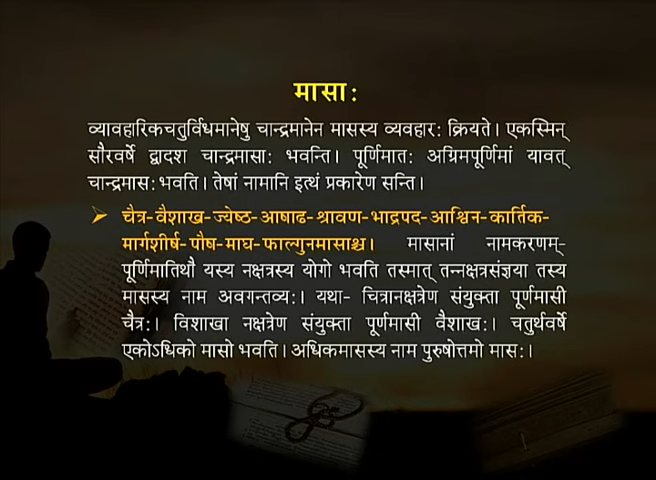 मासाः
व्यावहारिकचतुर्विधमानेषु चान्द्रमानेन मासस्य व्यवहारः क्रियते। एकस्मिन्
सौरवर्षे द्वादश चान्द्रमासाः भवन्ति। पूर्णिमातः अग्रिमपूर्णिमां यावत्
चान्द्रमासः भवति। तेषां नामानि इत्थं प्रकारेण सन्ति।
➢ चैत्र-वैशाख-ज्येष्ठ-आषाढ-श्रावण-भाद्रपद-आश्विन-कार्तिक-
मार्गशीर्ष-पौष-माघ-फाल्गुनमासाश्च। मासानां नामकरणम्-
पूर्णिमातिथौ यस्य नक्षत्रस्य योगो भवति तस्मात् तन्नक्षत्रसंज्ञया तस्य
मासस्य नाम अवगन्तव्यः। यथा- चित्रानक्षत्रेण संयुक्ता पूर्णमासी
चैत्रः। विशाखा नक्षत्रेण संयुक्ता पूर्णमासी वैशाखः। चतुर्थवर्षे
एकोऽधिको मासो भवति। अधिकमासस्य नाम पुरुषोत्तमो मासः।